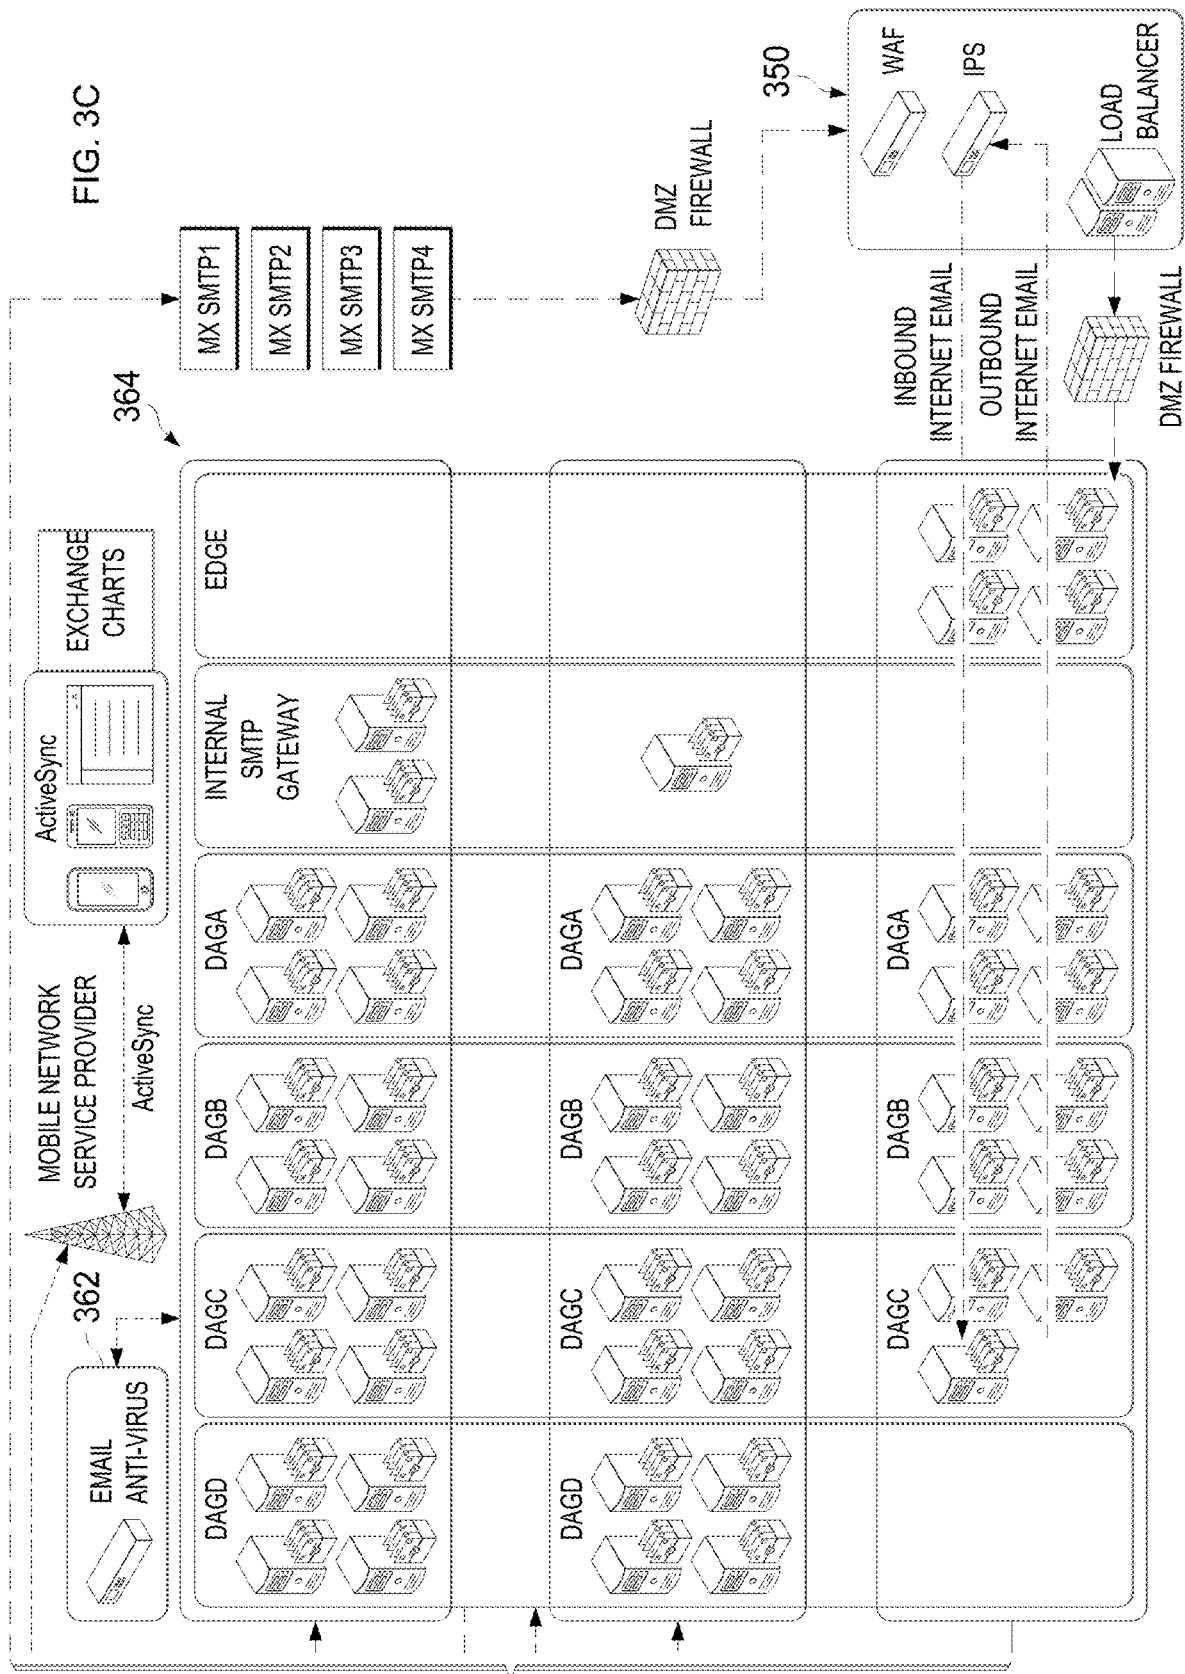 FIG. 3C
362
EMAIL
ANTI-VIRUS
MOBILE NETWORK
SERVICE PROVIDER
ActiveSync
ActiveSync
EXCHANGE
CHARTS
364
MX SMTP1
MX SMTP2
MX SMTP3
MX SMTP4
DMZ
FIREWALL
350
WAF
IPS
LOAD
BALANCER
INBOUND
INTERNET EMAIL
OUTBOUND
INTERNET EMAIL
DMZ FIREWALL
DAGD
DAGC
DAGB
DAGA
INTERNAL
SMTP
GATEWAY
EDGE
DAGD
DAGC
DAGB
DAGA
DAGC
DAGB
DAGA